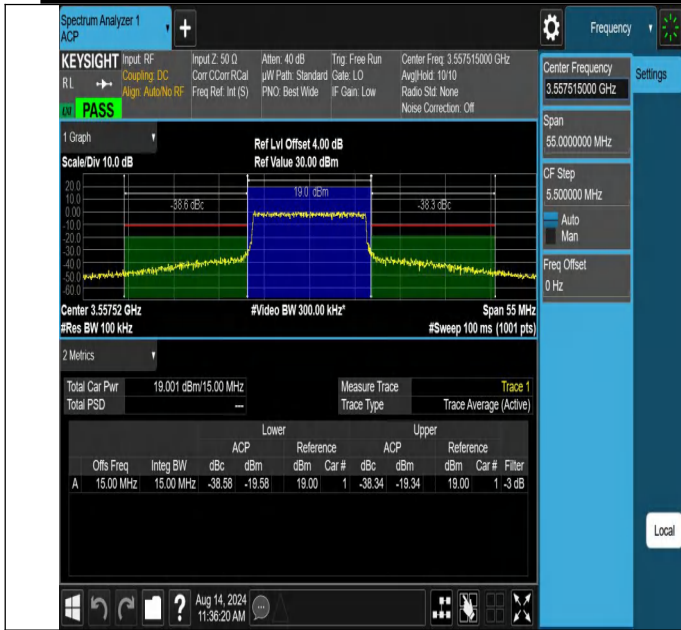 Spectrum Analyzer 1
ACP
+
Frequency
KEYSIGHT
RL
LXI
PASS
Input: RF
Coupling: DC
Align: Auto/No RF
Input Z: 50 Ω
Corr CCorr RCal
Freq Ref: Int (S)
Atten: 40 dB
µW Path: Standard
PNO: Best Wide
Trig: Free Run
Gate: LO
IF Gain: Low
Center Freq: 3.557515000 GHz
Avg|Hold: 10/10
Radio Std: None
Noise Correction: Off
Center Frequency
3.557515000 GHz
Settings
Span
55.0000000 MHz
CF Step
5.500000 MHz
Auto
Man
Freq Offset
0 Hz
1 Graph
Scale/Div 10.0 dB
Ref Lvl Offset 4.00 dB
Ref Value 30.00 dBm
20.0
10.0
0.00
-10.0
-20.0
-30.0
-40.0
-50.0
-60.0
-38.6 dBc
19.0 dBm
-38.3 dBc
Center 3.55752 GHz
#Video BW 300.00 kHz*
Span 55 MHz
#Res BW 100 kHz
#Sweep 100 ms (1001 pts)
2 Metrics
Total Car Pwr 19.001 dBm/15.00 MHz
Total PSD ---
Measure Trace Trace 1
Trace Type Trace Average (Active)
Lower Upper
ACP Reference ACP Reference
Offs Freq Integ BW dBc dBm dBm Car # dBc dBm dBm Car # Filter
A 15.00 MHz 15.00 MHz -38.58 -19.58 19.00 1 -38.34 -19.34 19.00 1 -3 dB
Local
?
Aug 14, 2024
11:36:20 AM